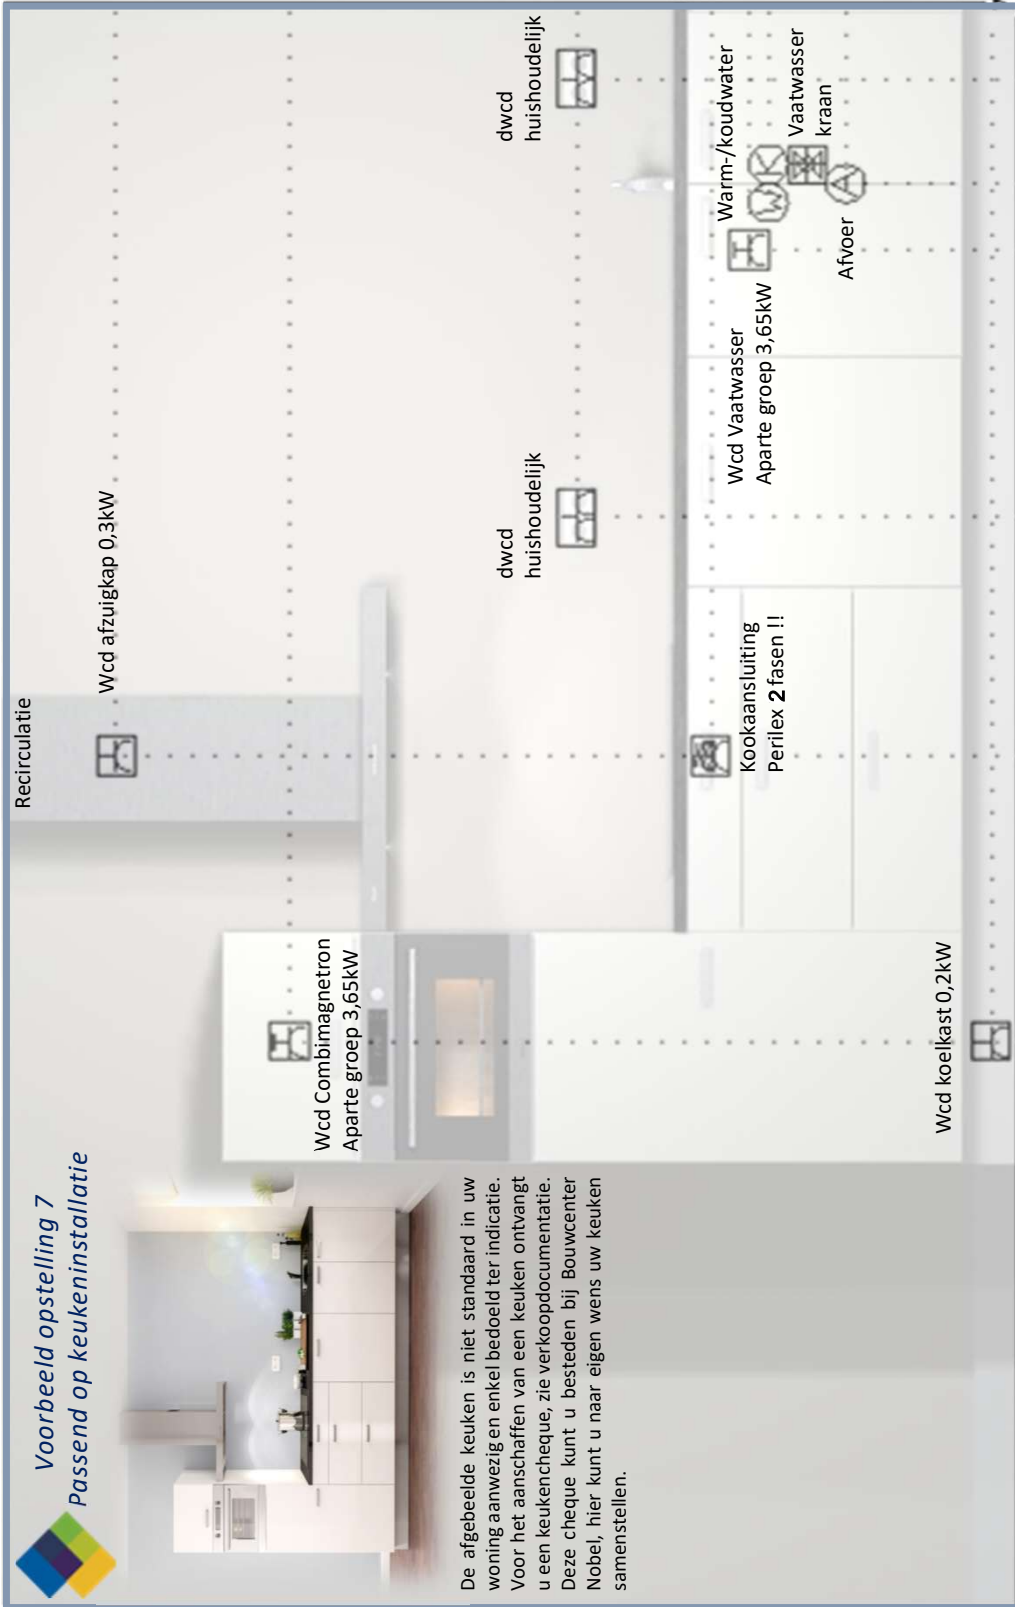 Voorbeeld opstelling 7
Passend op keukeninstallatie
De afgebeelde keuken is niet standaard in uw
woning aanwezig en enkel bedoeld ter indicatie.
Voor het aanschaffen van een keuken ontvangt
u een keukencheque, zie verkoopdocumentatie.
Deze cheque kunt u besteden bij Bouwcenter
Nobel, hier kunt u naar eigen wens uw keuken
samenstellen.
Recirculatie
Wcd afzuigkap 0,3kW
Wcd Combimagnetron
Aparte groep 3,65kW
dwcd
huishoudelijk
dwcd
huishoudelijk
Kookaansluiting
Perilex 2 fasen !!
Wcd Vaatwasser
Aparte groep 3,65kW
Warm-/koudwater
W
K
Vaatwasser
kraan
A
Afvoer
Wcd koelkast 0,2kW